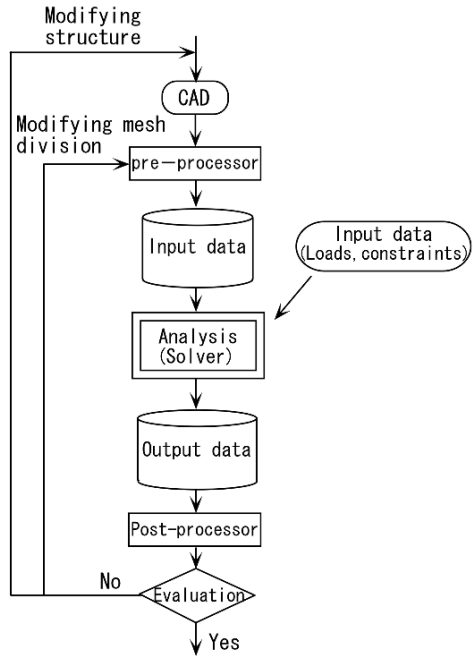 Modifying
structure
CAD
Modifying mesh
division
pre－processor
Input data
Input data
(Loads,constraints)
Analysis
(Solver)
Output data
Post-processor
No
Evaluation
Yes